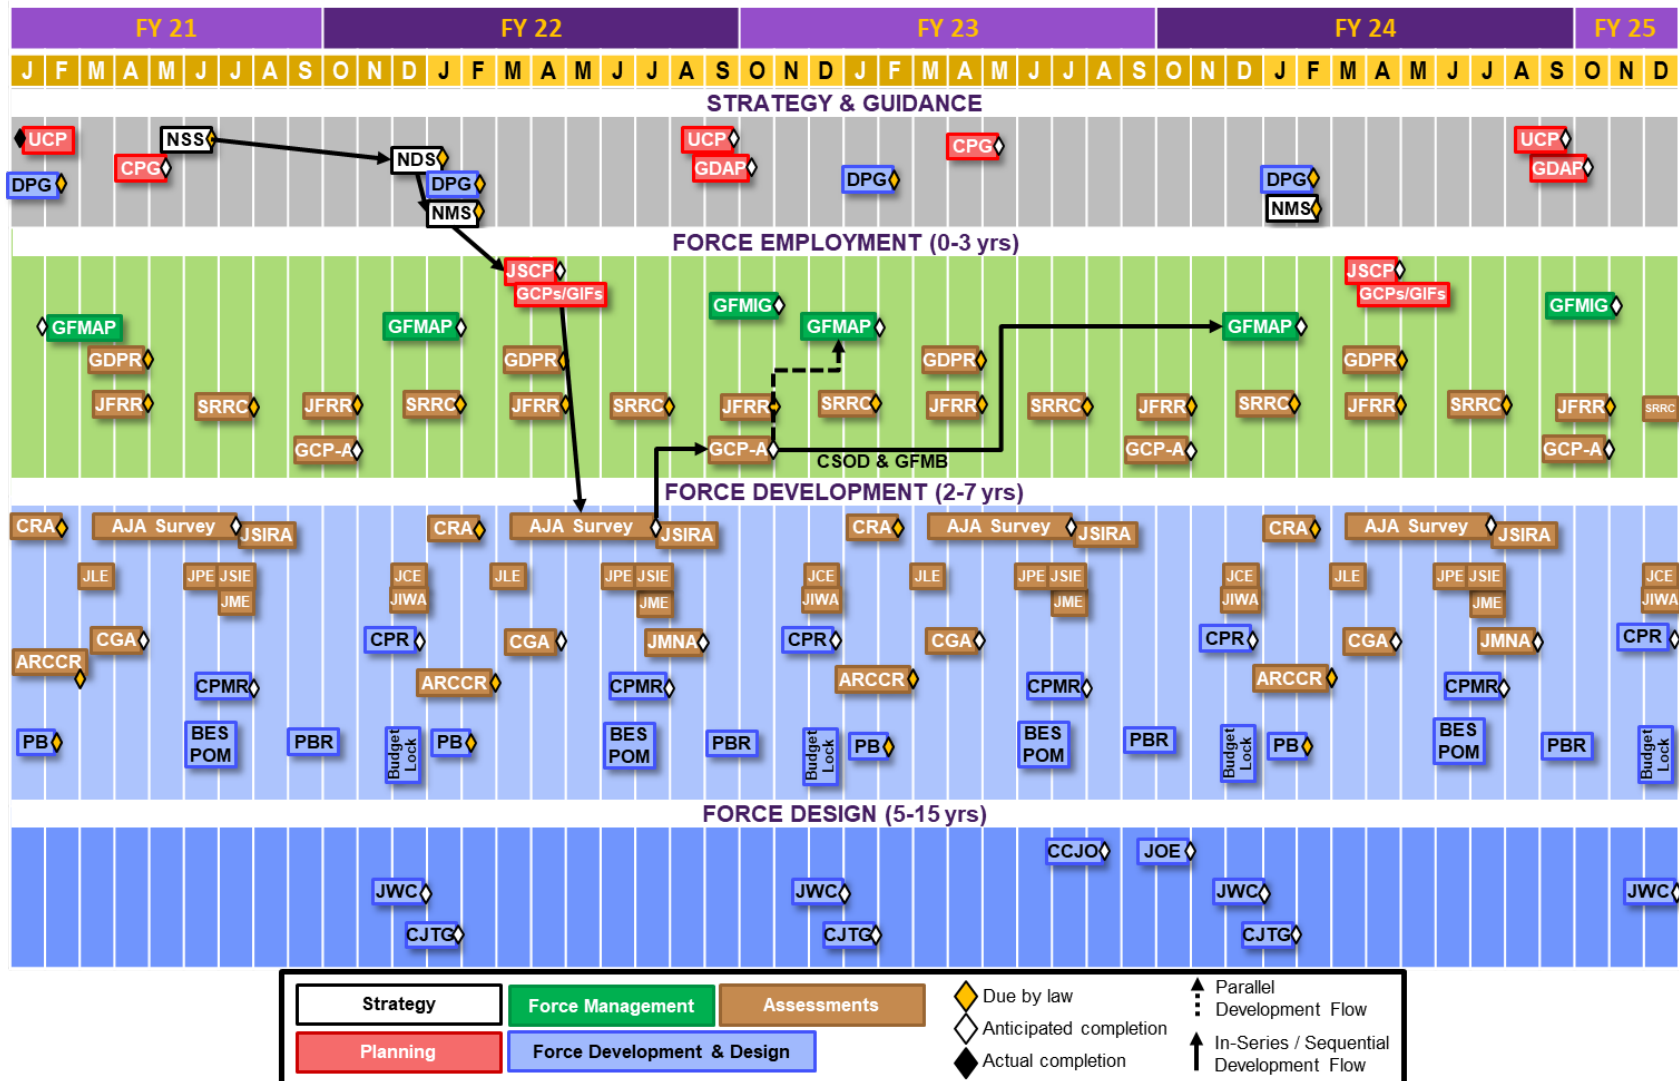 FY 21 FY 22 FY 23 FY 24 FY 25
J F M A M J J A S O N D J F M A M J J A S O N D J F M A M J J A S O N D J F M A M J J A S O N D
STRATEGY & GUIDANCE
UCP NSS UCP CPG UCP
CPG NDS GDAP GDAP
DPG DPG DPG DPG
NMS NMS
FORCE EMPLOYMENT (0-3 yrs)
JSCP JSCP
GCPs/GIFs GCPs/GIFs
GFMIG GFMIG
GFMAP GFMAP GFMAP GFMAP
GDPR GDPR GDPR GDPR
JFRR SRRC JFRR SRRC JFRR SRRC JFRR SRRC JFRR SRRC JFRR SRRC JFRR SRRC JFRR SRRC
GCP-A GCP-A GCP-A GCP-A
CSOD & GFMB
FORCE DEVELOPMENT (2-7 yrs)
CRA AJA Survey JSIRA CRA AJA Survey JSIRA CRA AJA Survey JSIRA CRA AJA Survey JSIRA
JLE JPE JSIE JCE JLE JPE JSIE JCE JLE JPE JSIE JCE JLE JPE JSIE JCE
JME JIWA JME JIWA JME JIWA JME JIWA
CGA CPR CGA JMNA CPR CGA CPR CGA JMNA CPR
ARCCR ARCCR ARCCR ARCCR
CPMR CPMR CPMR CPMR
PB BES PBR Budget PB BES PBR Budget PB BES PBR Budget PB BES PBR Budget
POM Lock POM Lock POM Lock POM Lock
FORCE DESIGN (5-15 yrs)
CCJO JOE
JWC JWC JWC JWC
CJTG CJTG CJTG
Strategy Force Management Assessments
Planning Force Development & Design
Due by law
Anticipated completion
Actual completion
Parallel
Development Flow
In-Series / Sequential
Development Flow